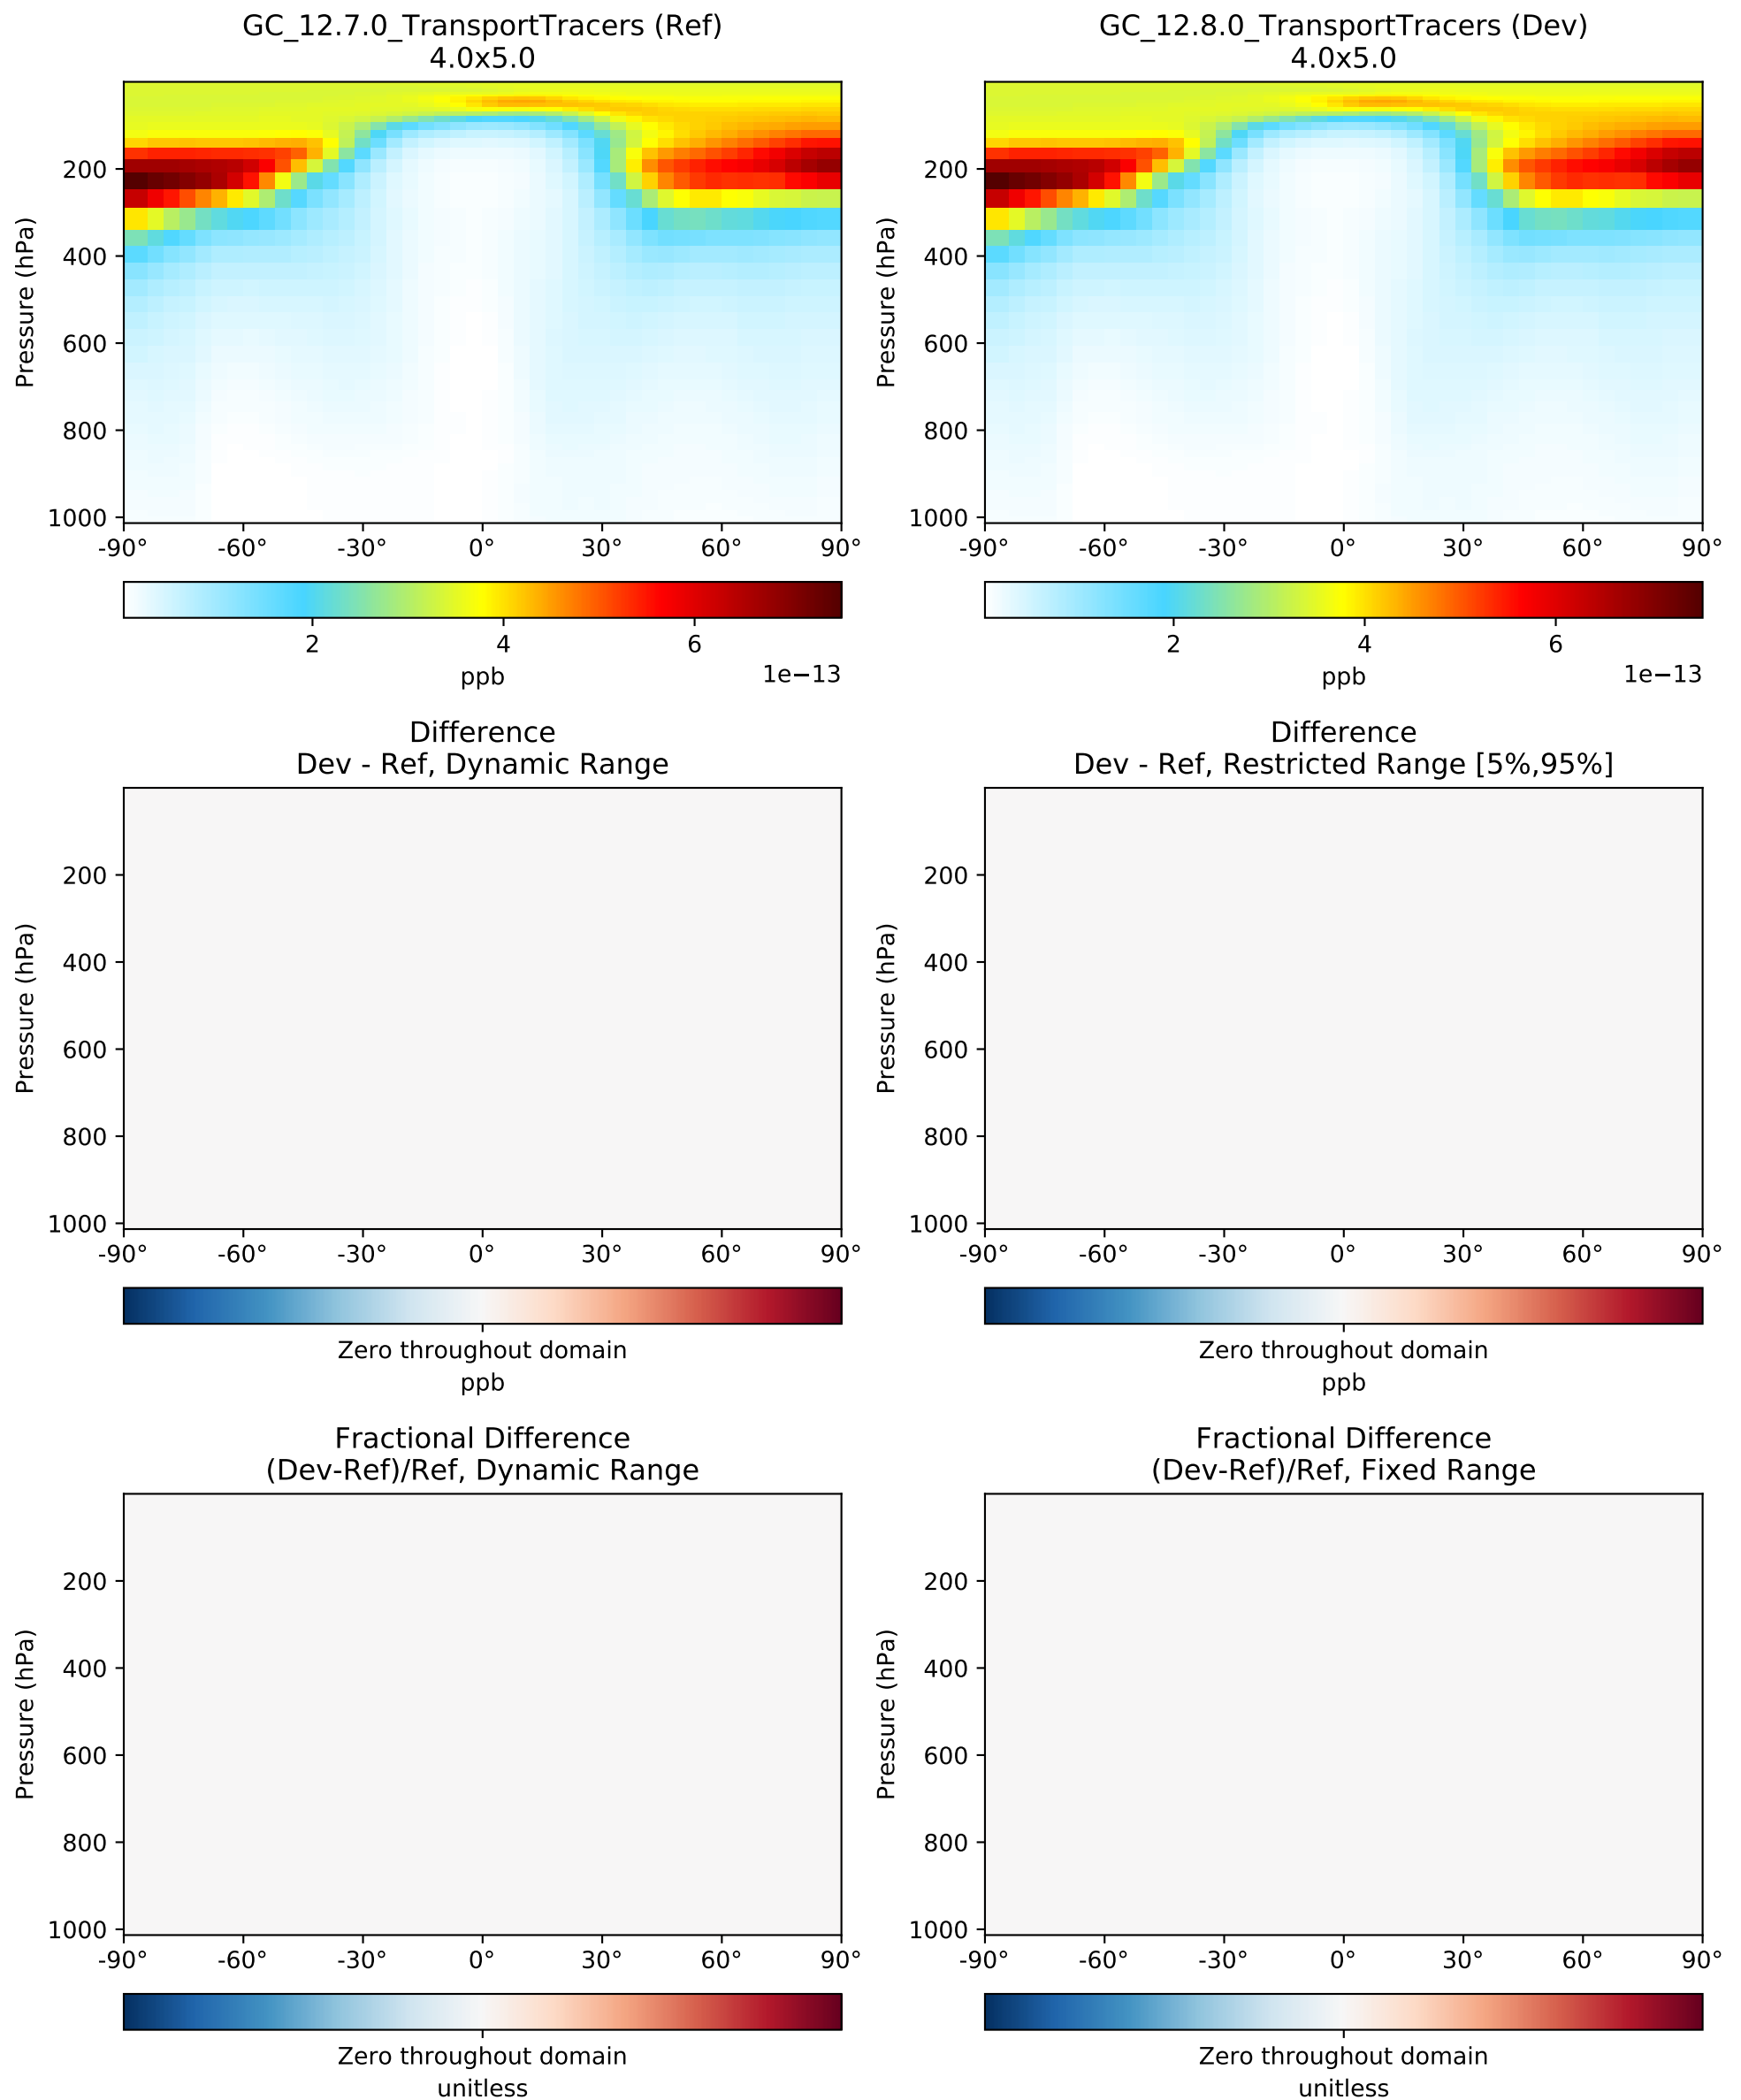 GC_12.7.0_TransportTracers (Ref)
4.0x5.0
Pressure (hPa)
200
400
600
800
1000
-90° -60° -30° 0° 30° 60° 90°
2 4 6
ppb
1e−13
GC_12.8.0_TransportTracers (Dev)
4.0x5.0
Pressure (hPa)
200
400
600
800
1000
-90° -60° -30° 0° 30° 60° 90°
2 4 6
ppb
1e−13
Difference
Dev - Ref, Dynamic Range
Pressure (hPa)
200
400
600
800
1000
-90° -60° -30° 0° 30° 60° 90°
Zero throughout domain
ppb
Difference
Dev - Ref, Restricted Range [5%,95%]
Pressure (hPa)
200
400
600
800
1000
-90° -60° -30° 0° 30° 60° 90°
Zero throughout domain
ppb
Fractional Difference
(Dev-Ref)/Ref, Dynamic Range
Pressure (hPa)
200
400
600
800
1000
-90° -60° -30° 0° 30° 60° 90°
Zero throughout domain
unitless
Fractional Difference
(Dev-Ref)/Ref, Fixed Range
Pressure (hPa)
200
400
600
800
1000
-90° -60° -30° 0° 30° 60° 90°
Zero throughout domain
unitless